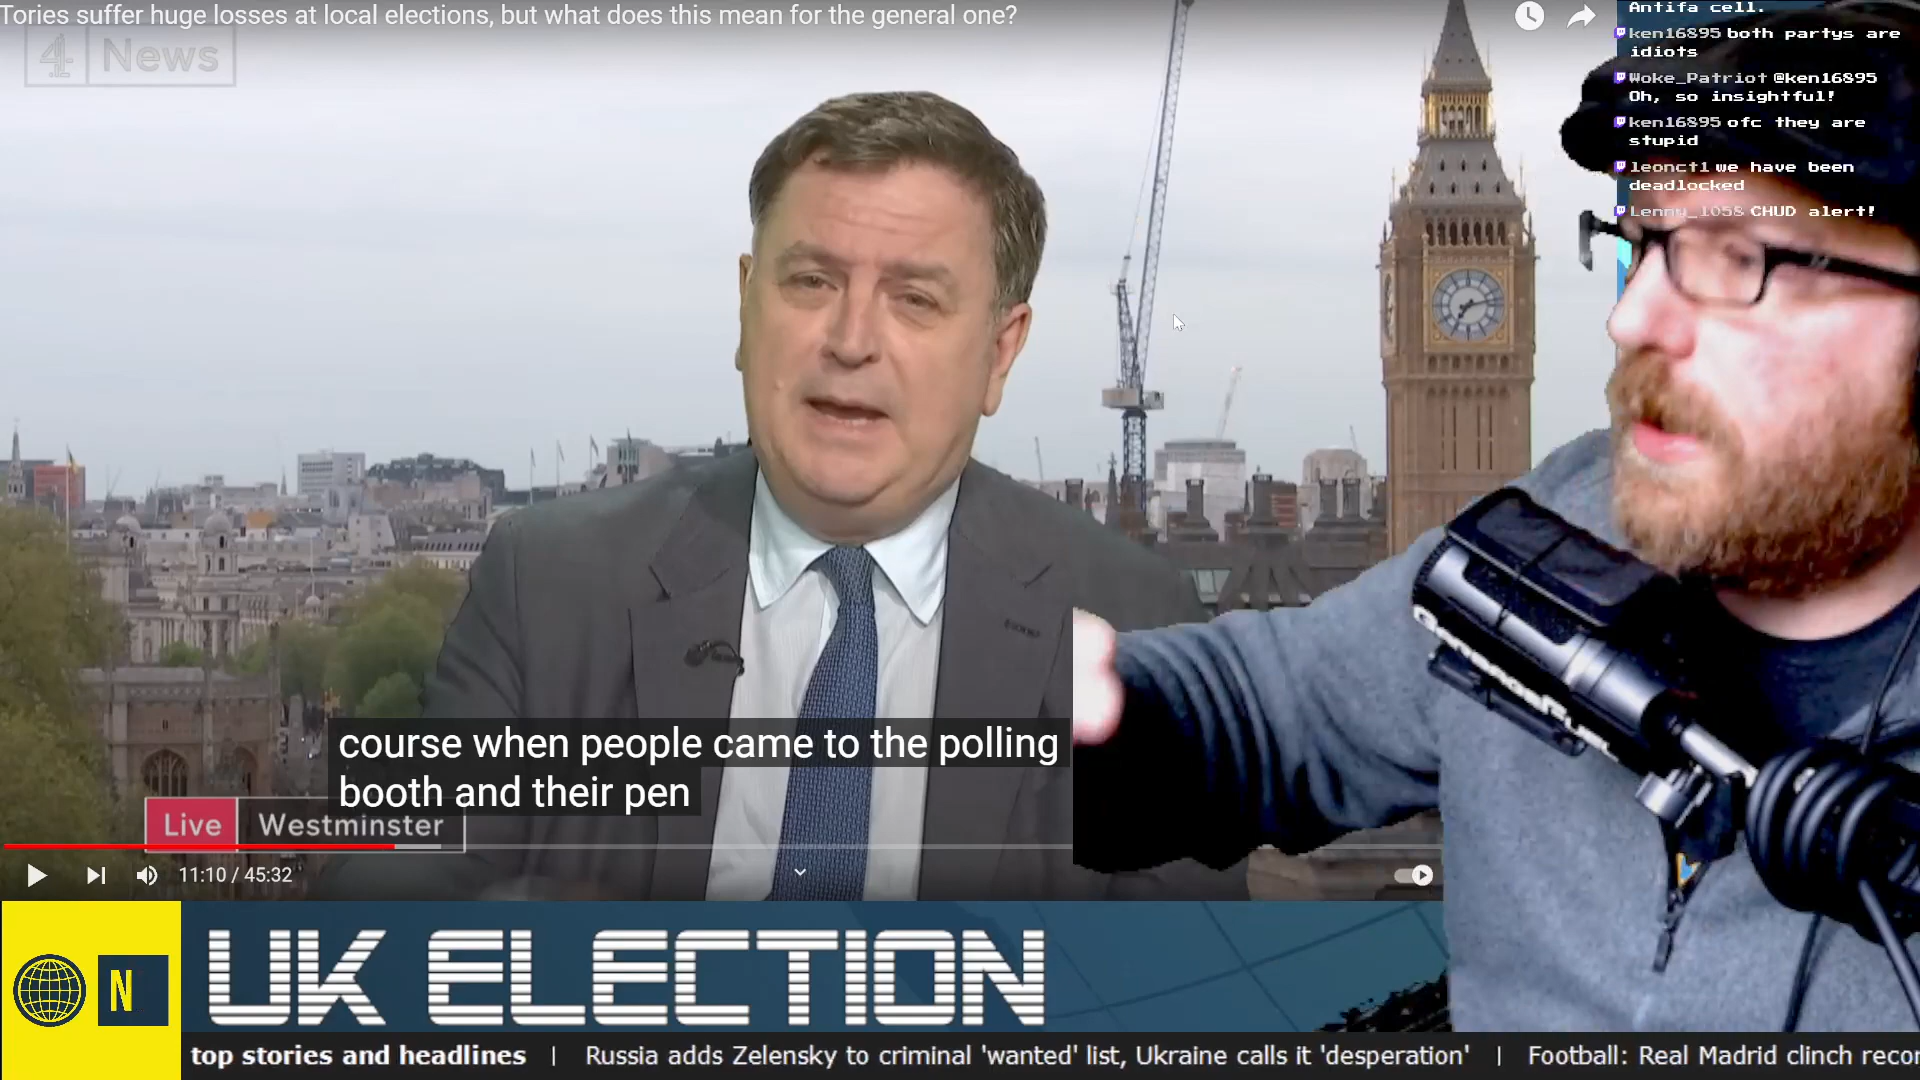 Tories suffer huge losses at local elections, but what does this mean for the general one?
4 News
Antifa cell.
ken16895 both partys are
idiots
Woke_Patriot @ken16895
Oh, so insightful!
ken16895 ofc they are
stupid
leonct1 we have been
deadlocked
Lenny_1058 CHUD alert!
course when people came to the polling
booth and their pen
Live Westminster
11:10 / 45:32
N
UK ELECTION
top stories and headlines | Russia adds Zelensky to criminal 'wanted' list, Ukraine calls it 'desperation' | Football: Real Madrid clinch recor